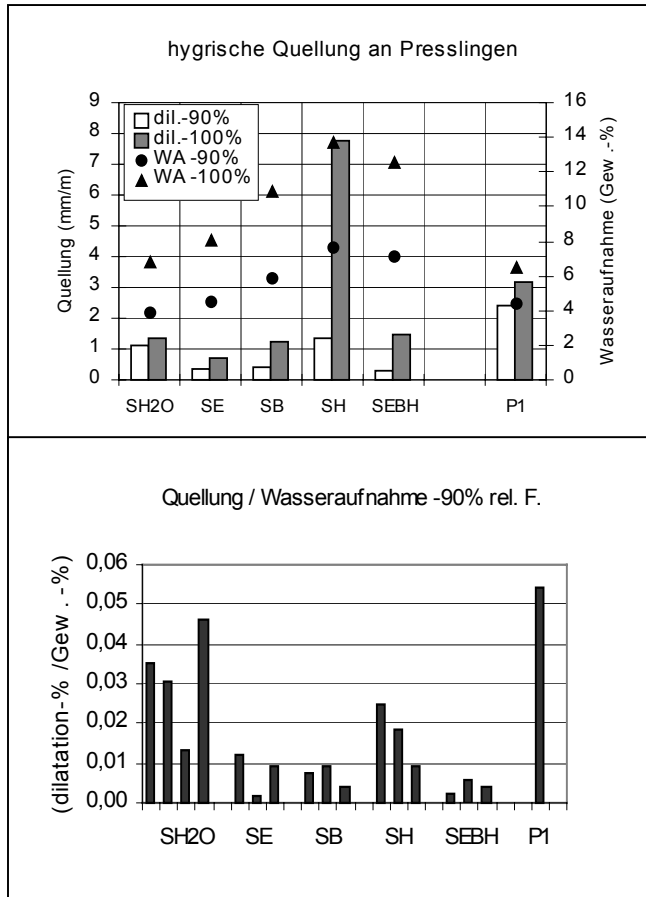 hygrische Quellung an Presslingen
Quellung (mm/m)
9
8
7
6
5
4
3
2
1
0
dil.-90%
dil.-100%
WA -90%
WA -100%
16
14
12
10
8
6
4
2
0
Wasseraufnahme (Gew .-%)
SH2O SE SB SH SEBH P1
Quellung / Wasseraufnahme -90% rel. F.
(dilatation-% /Gew . -%)
0,06
0,05
0,04
0,03
0,02
0,01
0,00
SH2O SE SB SH SEBH P1